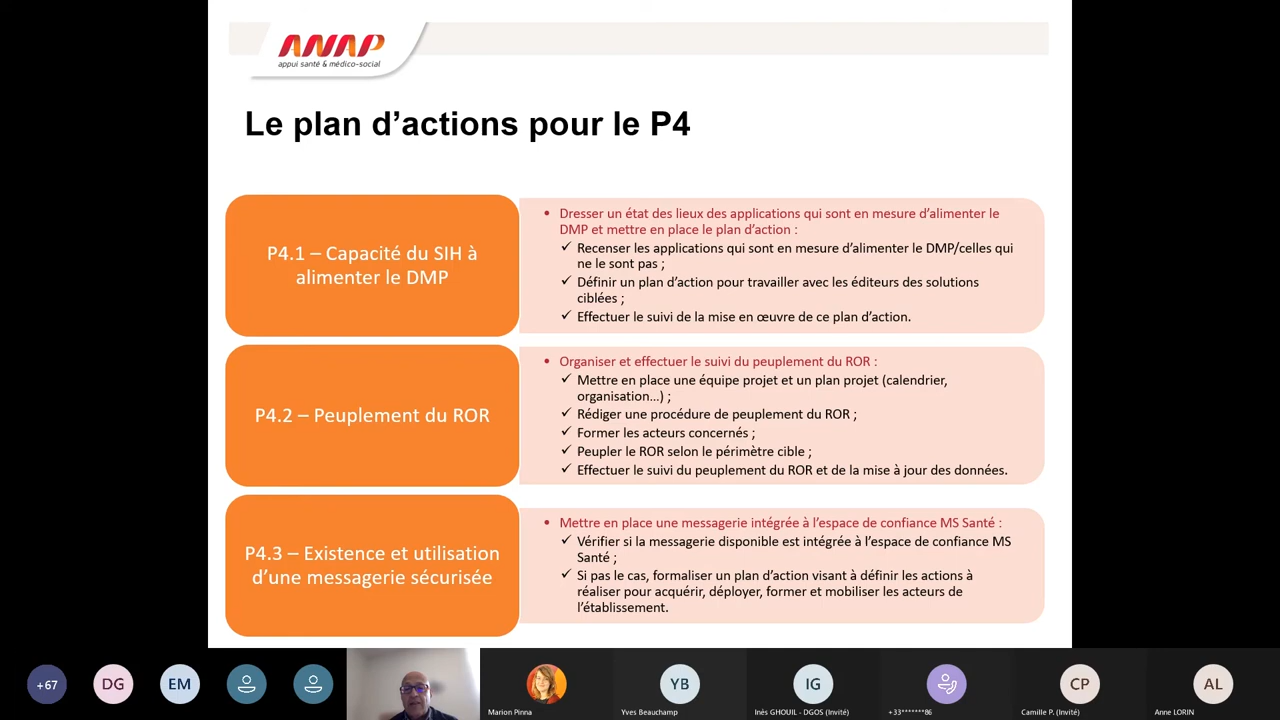 ANAP
appui santé & médico-social
Le plan d’actions pour le P4
P4.1 – Capacité du SIH à
alimenter le DMP
• Dresser un état des lieux des applications qui sont en mesure d’alimenter le
DMP et mettre en place le plan d’action :
✓ Recenser les applications qui sont en mesure d’alimenter le DMP/celles qui
ne le sont pas ;
✓ Définir un plan d’action pour travailler avec les éditeurs des solutions
ciblées ;
✓ Effectuer le suivi de la mise en œuvre de ce plan d’action.
P4.2 – Peuplement du ROR
• Organiser et effectuer le suivi du peuplement du ROR :
✓ Mettre en place une équipe projet et un plan projet (calendrier,
organisation…) ;
✓ Rédiger une procédure de peuplement du ROR ;
✓ Former les acteurs concernés ;
✓ Peupler le ROR selon le périmètre cible ;
✓ Effectuer le suivi du peuplement du ROR et de la mise à jour des données.
P4.3 – Existence et utilisation
d’une messagerie sécurisée
• Mettre en place une messagerie intégrée à l’espace de confiance MS Santé :
✓ Vérifier si la messagerie disponible est intégrée à l’espace de confiance MS
Santé ;
✓ Si pas le cas, formaliser un plan d’action visant à définir les actions à
réaliser pour acquérir, déployer, former et mobiliser les acteurs de
l’établissement.
+67
DG
EM
Marion Pinna
YB
Yves Beauchamp
IG
Inès GHOUIL - DGOS (Invité)
+33*******86
CP
Camille P. (Invité)
AL
Anne LORIN